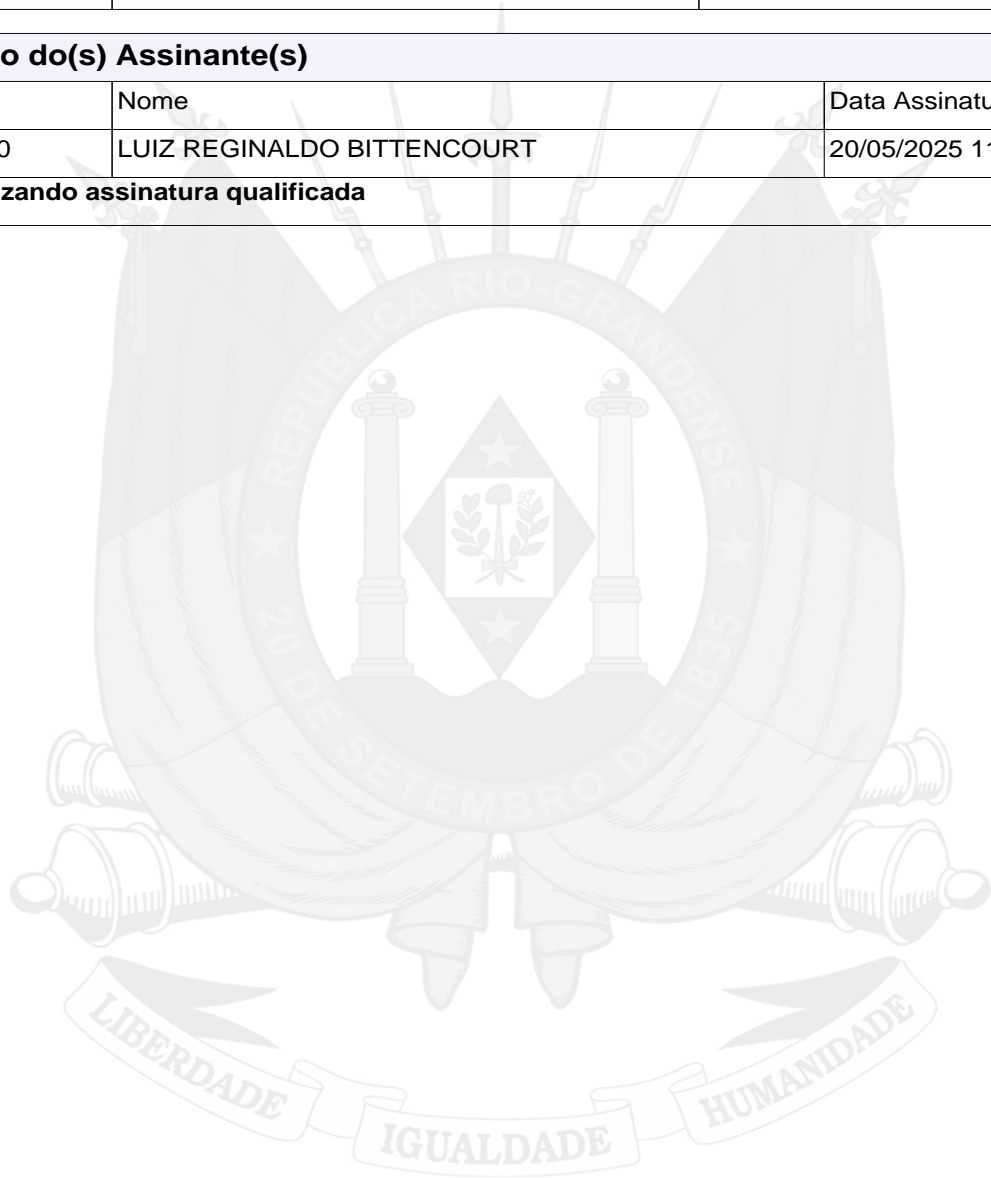 o do(s) Assinante(s)
Nome Data Assinatu
0 LUIZ REGINALDO BITTENCOURT 20/05/2025 11
zando assinatura qualificada
REPÚBLICA RIO-GRANDENSE
20 DE SETEMBRO DE 1835
LIBERDADE IGUALDADE HUMANIDADE